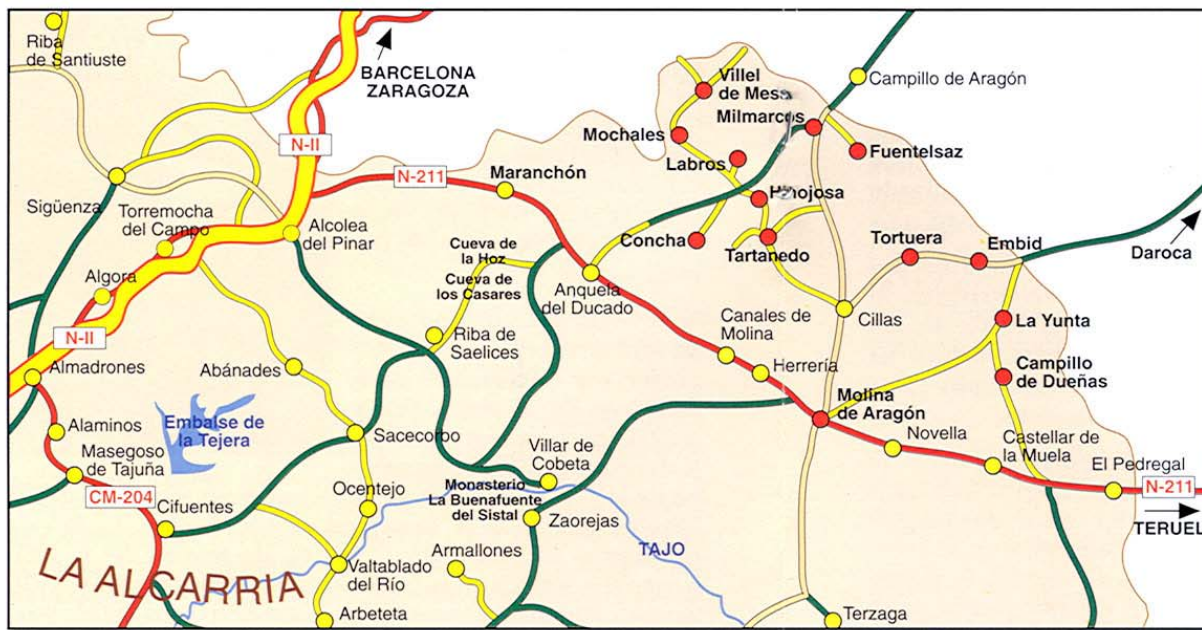 Riba
de Santiuste
BARCELONA
ZARAGOZA
Villel
de Mesa
Campillo de Aragón
Milmarcos
Mochales
Fuentelsaz
Labros
N-II
N-211
Maranchón
Hinojosa
Sigüenza
Torremocha
del Campo
Alcolea
del Pinar
Cueva de
la Hoz
Cueva de
los Casares
Concha
Tartanedo
Tortuera
Embid
Daroca
Algora
Anquela
del Ducado
N-II
Riba de
Saelices
Canales de
Molina
Cillas
La Yunta
Almadrones
Abánades
Herrería
Campillo
de Dueñas
Molina
de Aragón
Embalse de
la Tejera
Alaminos
Sacecorbo
Villar de
Cobeta
Novella
Castellar de
la Muela
Masegoso
de Tajuña
El Pedregal
N-211
CM-204
Ocentejo
Monasterio
La Buenafuente
del Sistal
Cifuentes
Zaorejas
TERUEL
TAJO
Armallones
LA ALCARRIA
Valtablado
del Río
Arbeteta
Terzaga